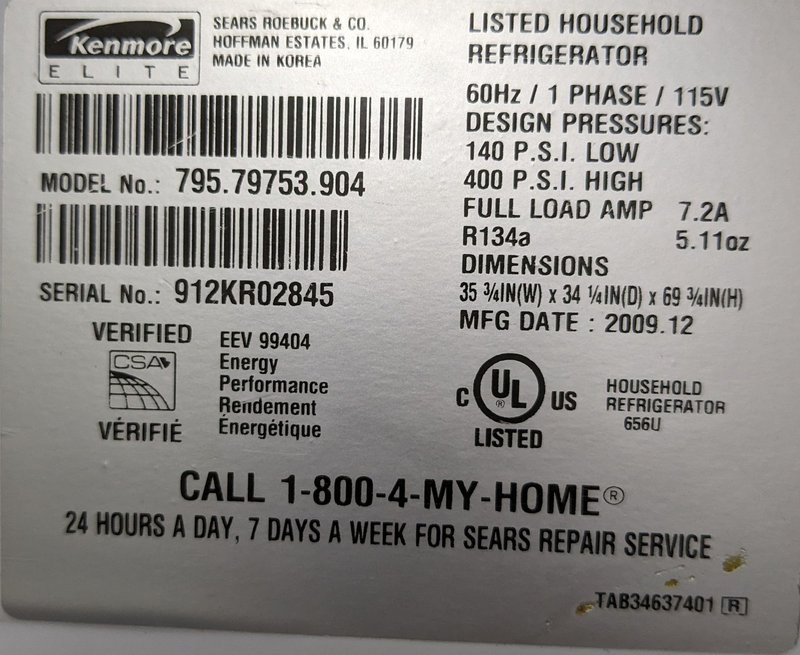 Kenmore
ELITE
SEARS ROEBUCK & CO.
HOFFMAN ESTATES, IL 60179
MADE IN KOREA
MODEL No.: 795.79753.904
SERIAL No.: 912KR02845
VERIFIED
CSA
VÉRIFIÉ
EEV 99404
Energy
Performance
Rendement
Énergétique
LISTED HOUSEHOLD
REFRIGERATOR
60Hz / 1 PHASE / 115V
DESIGN PRESSURES:
140 P.S.I. LOW
400 P.S.I. HIGH
FULL LOAD AMP 7.2A
R134a 5.11oz
DIMENSIONS
35 ¾IN(W) x 34 ¼IN(D) x 69 ¾IN(H)
MFG DATE : 2009.12
C UL® US
LISTED
HOUSEHOLD
REFRIGERATOR
656U
CALL 1-800-4-MY-HOME®
24 HOURS A DAY, 7 DAYS A WEEK FOR SEARS REPAIR SERVICE
TAB34637401 R